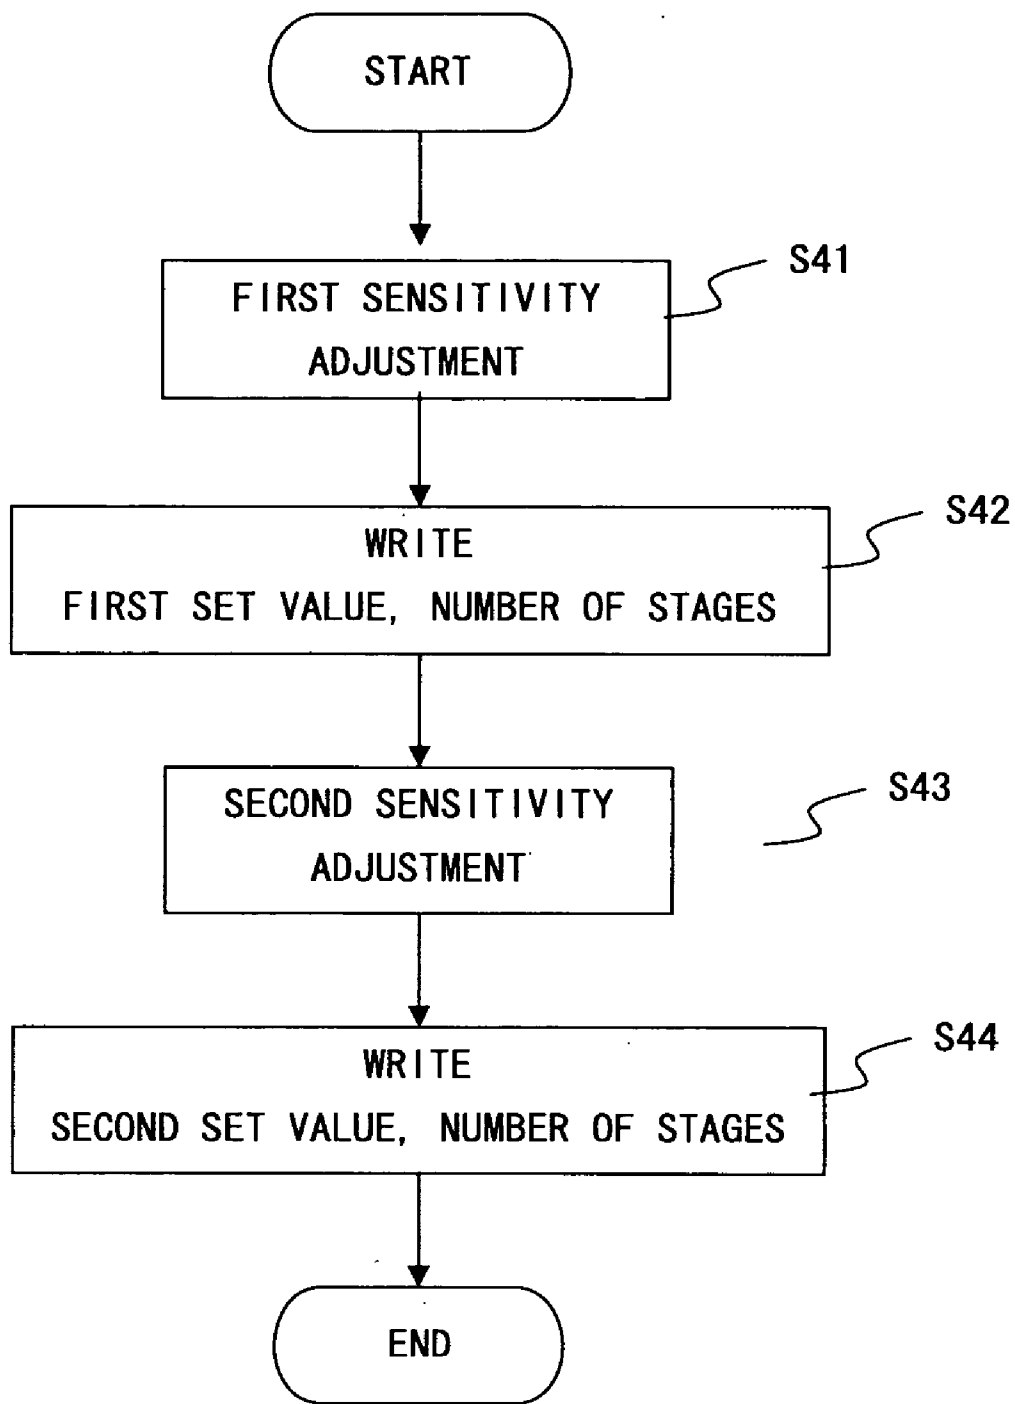 START
S41
FIRST SENSITIVITY
ADJUSTMENT
S42
WRITE
FIRST SET VALUE, NUMBER OF STAGES
S43
SECOND SENSITIVITY
ADJUSTMENT
S44
WRITE
SECOND SET VALUE, NUMBER OF STAGES
END